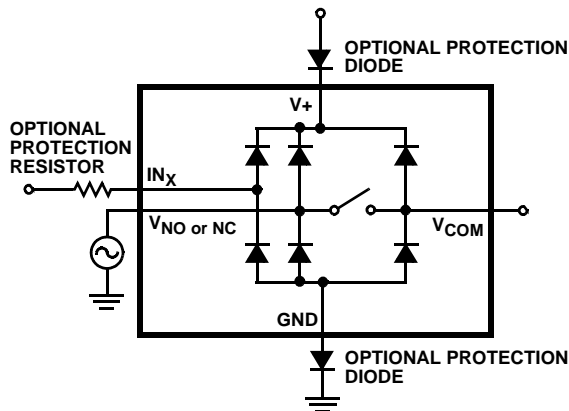 OPTIONAL PROTECTION
DIODE
V+
OPTIONAL
PROTECTION
RESISTOR
INX
VNO or NC
VCOM
GND
OPTIONAL PROTECTION
DIODE